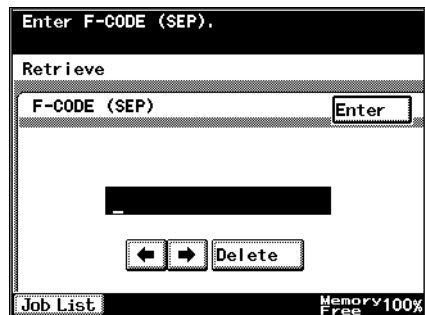 Enter F-CODE (SEP).
Retrieve
F-CODE (SEP) Enter
_
← → Delete
Job List Memory Free 100%